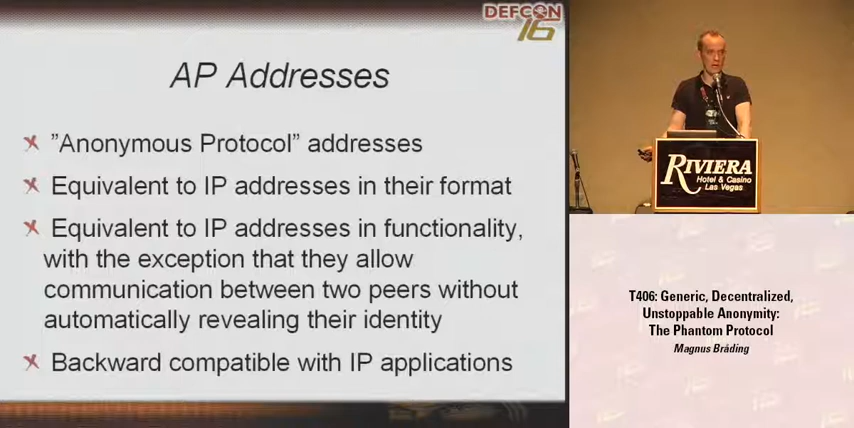 DEFCON
16
AP Addresses
”Anonymous Protocol” addresses
Equivalent to IP addresses in their format
Equivalent to IP addresses in functionality,
with the exception that they allow
communication between two peers without
automatically revealing their identity
Backward compatible with IP applications
RIVIERA
Hotel & Casino
Las Vegas
T406: Generic, Decentralized,
Unstoppable Anonymity:
The Phantom Protocol
Magnus Bråding